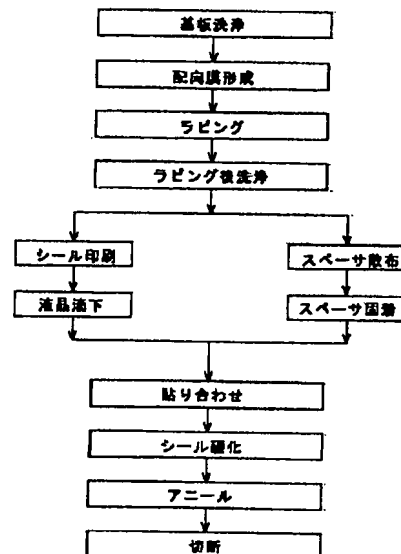 基板洗浄
配向膜形成
ラビング
ラビング後洗浄
シール印刷
スペーサ散布
液晶滴下
スペーサ固着
貼り合わせ
シール硬化
アニール
切断